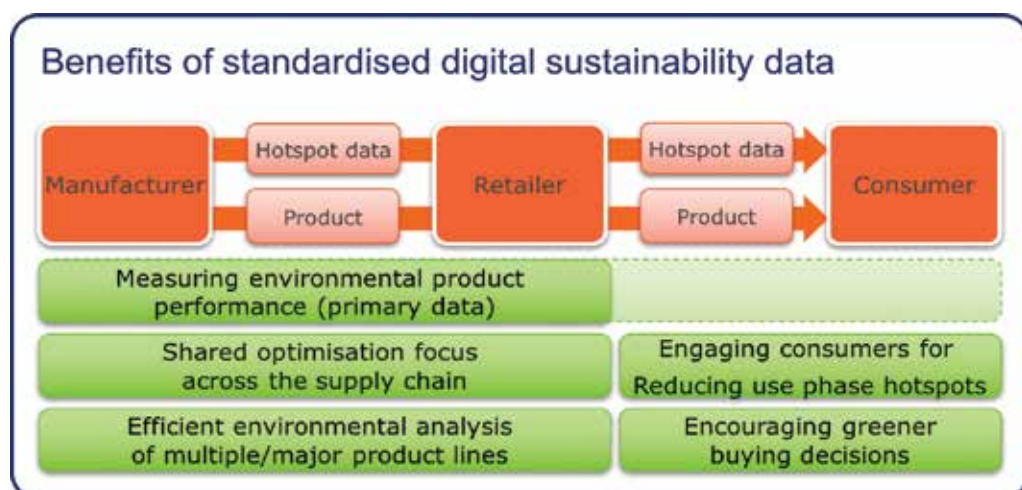 Benefits of standardised digital sustainability data
Hotspot data
Hotspot data
Manufacturer
Retailer
Consumer
Product
Product
Measuring environmental product
performance (primary data)
Shared optimisation focus
across the supply chain
Engaging consumers for
Reducing use phase hotspots
Efficient environmental analysis
of multiple/major product lines
Encouraging greener
buying decisions